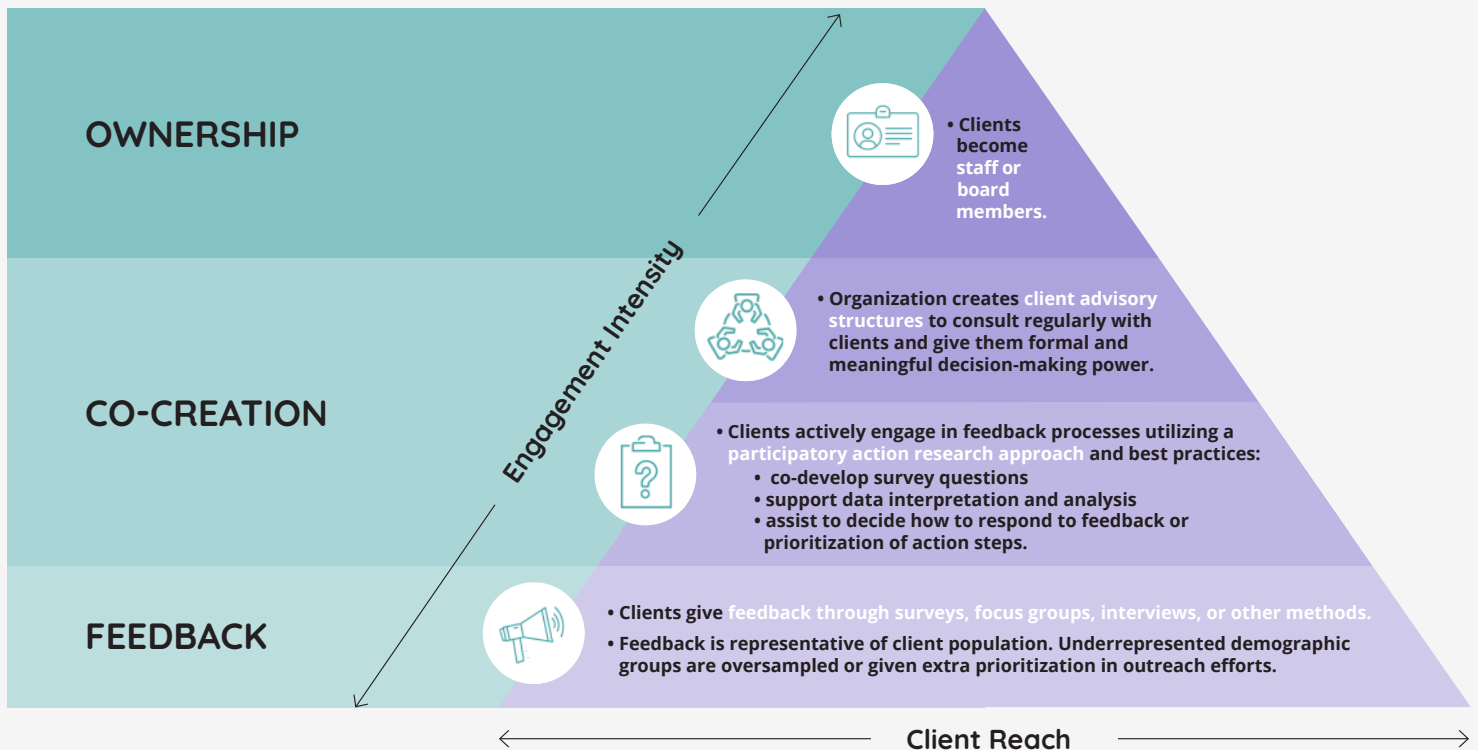 OWNERSHIP
• Clients
become
staff or
board
members.
Engagement Intensity
CO-CREATION
• Organization creates client advisory
structures to consult regularly with
clients and give them formal and
meaningful decision-making power.
• Clients actively engage in feedback processes utilizing a
participatory action research approach and best practices:
• co-develop survey questions
• support data interpretation and analysis
• assist to decide how to respond to feedback or
prioritization of action steps.
FEEDBACK
• Clients give feedback through surveys, focus groups, interviews, or other methods.
• Feedback is representative of client population. Underrepresented demographic
groups are oversampled or given extra prioritization in outreach efforts.
Client Reach